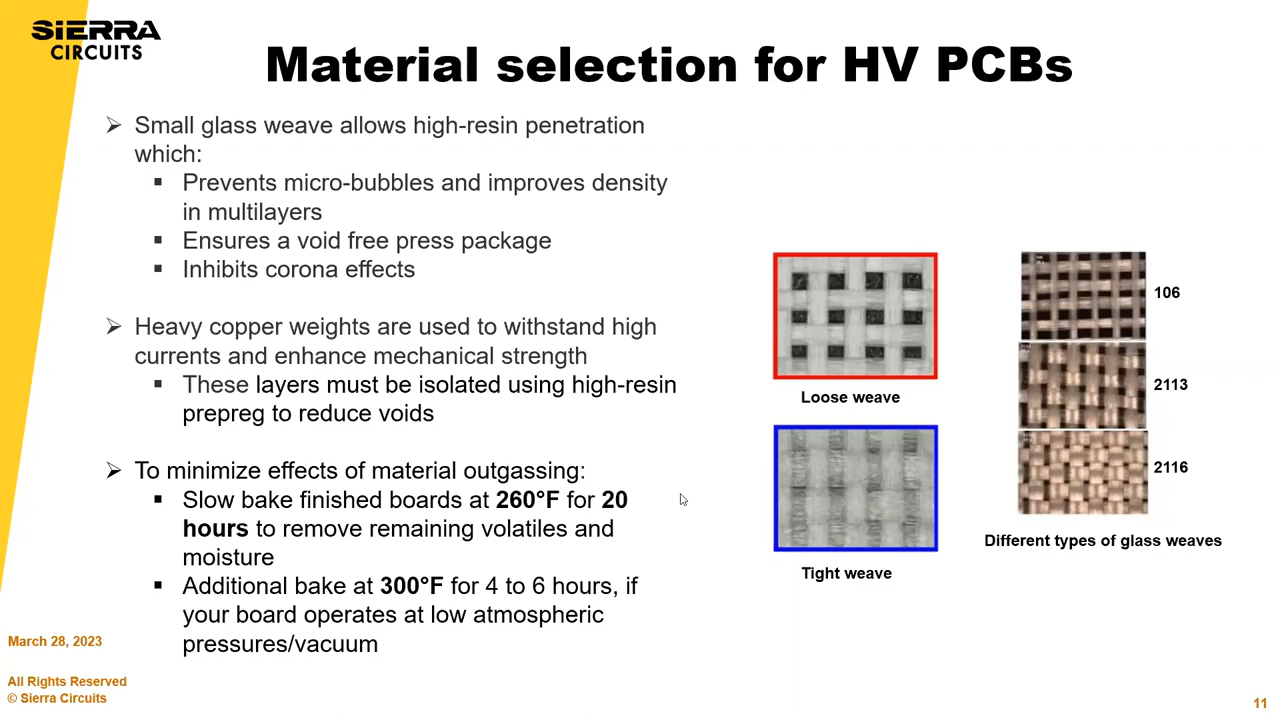 SIERRA
CIRCUITS
Material selection for HV PCBs
➢ Small glass weave allows high-resin penetration
which:
▪ Prevents micro-bubbles and improves density
in multilayers
▪ Ensures a void free press package
▪ Inhibits corona effects
➢ Heavy copper weights are used to withstand high
currents and enhance mechanical strength
▪ These layers must be isolated using high-resin
prepreg to reduce voids
➢ To minimize effects of material outgassing:
▪ Slow bake finished boards at 260°F for 20
hours to remove remaining volatiles and
moisture
▪ Additional bake at 300°F for 4 to 6 hours, if
your board operates at low atmospheric
pressures/vacuum
Loose weave
Tight weave
106
2113
2116
Different types of glass weaves
March 28, 2023
All Rights Reserved
© Sierra Circuits
11